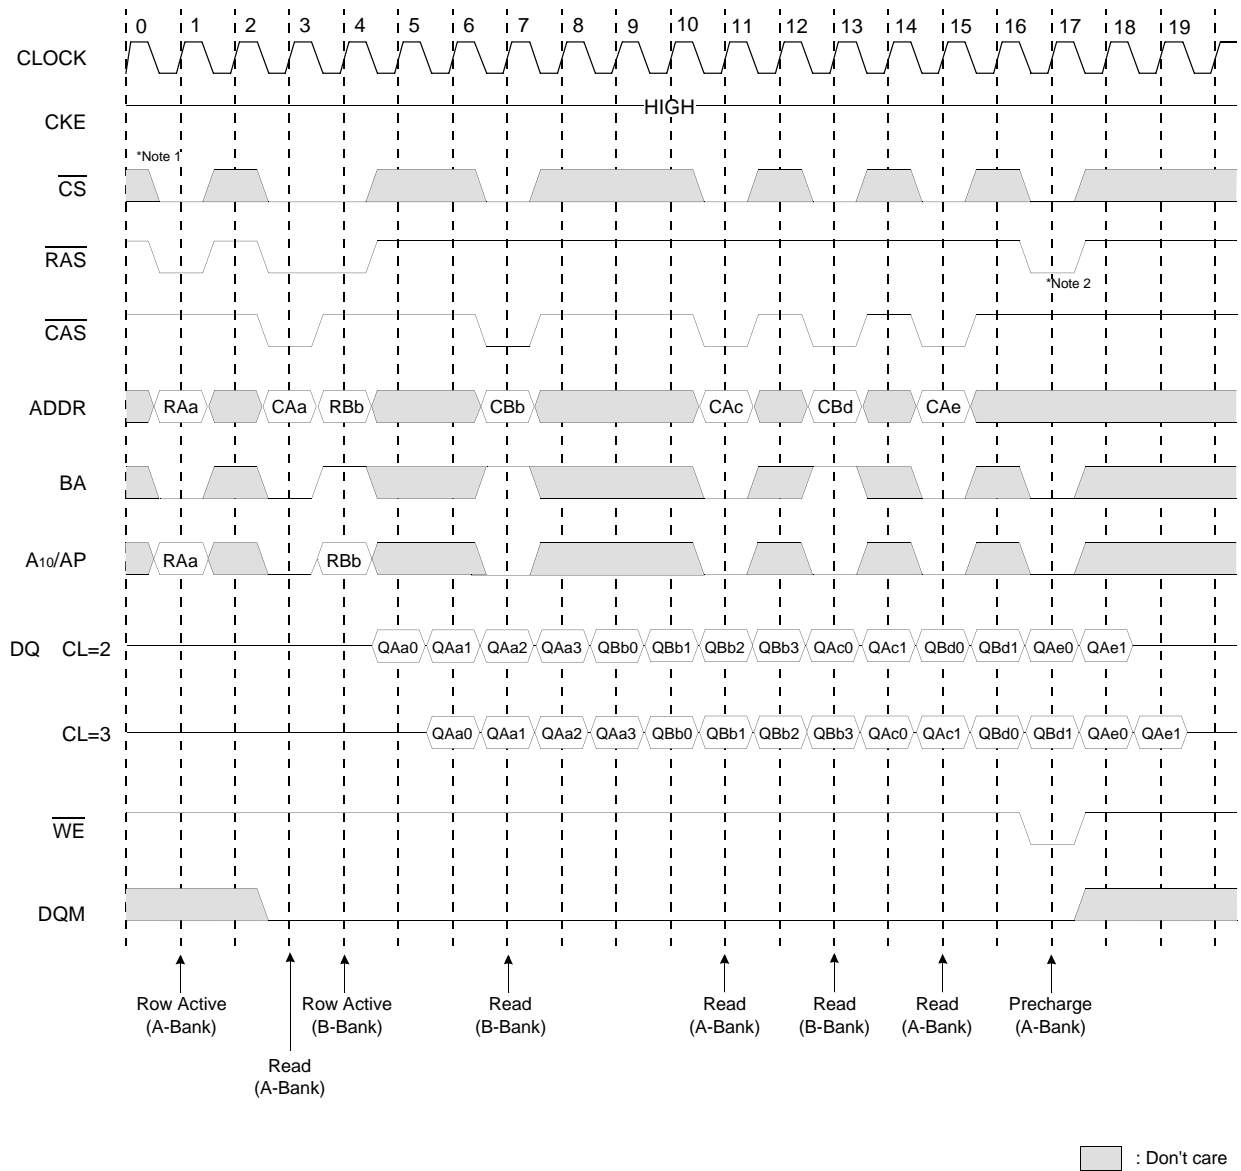 0 1 2 3 4 5 6 7 8 9 10 11 12 13 14 15 16 17 18 19
CLOCK
HIGH
CKE
*Note 1
CS
RAS
*Note 2
CAS
ADDR RAa CAa RBb CBb CAc CBd CAe
BA
A10/AP RAa RBb
DQ CL=2 QAa0 QAa1 QAa2 QAa3 QBb0 QBb1 QBb2 QBb3 QAc0 QAc1 QBd0 QBd1 QAe0 QAe1
CL=3 QAa0 QAa1 QAa2 QAa3 QBb0 QBb1 QBb2 QBb3 QAc0 QAc1 QBd0 QBd1 QAe0 QAe1
WE
DQM
Row Active
(A-Bank)
Row Active
(B-Bank)
Read
(B-Bank)
Read
(A-Bank)
Read
(B-Bank)
Read
(A-Bank)
Precharge
(A-Bank)
Read
(A-Bank)
: Don't care